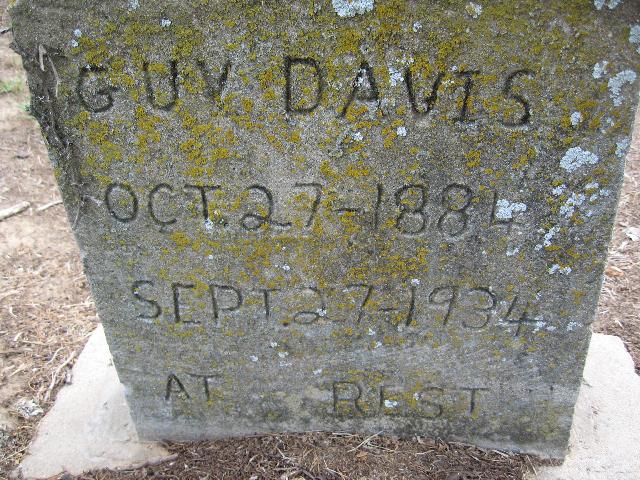 GUY DAVIS
OCT. 27-1884
SEPT. 27-1934
AT REST